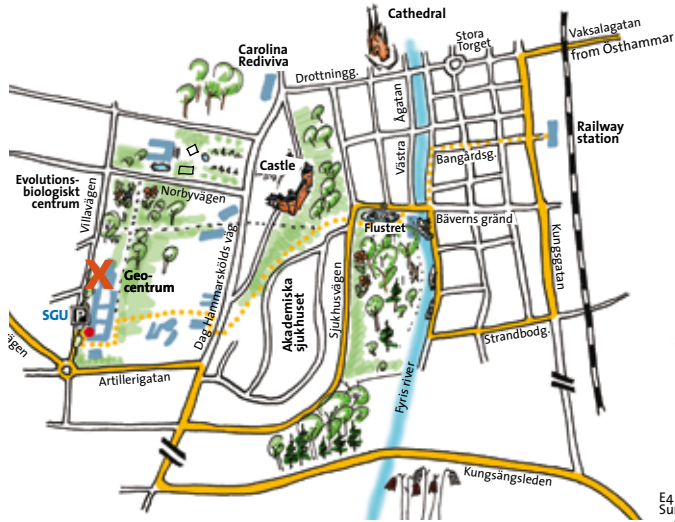 Cathedral
Stora
Torget
Vaksalagatan
from Östhammar
Carolina
Rediviva
Drottningg.
Ågatan
Västra
Railway
station
Bangårdsg.
Castle
Evolutions-
biologiskt
centrum
Villavägen
Norbyvägen
Flustret
Bäverns gränd
Dag Hammarskölds väg
Kungsgatan
X
Geo-
centrum
SGU
P
Akademiska
sjukhuset
Sjukhusvägen
Strandbodg.
Artillerigatan
Fyris river
Kungsängsleden
E4